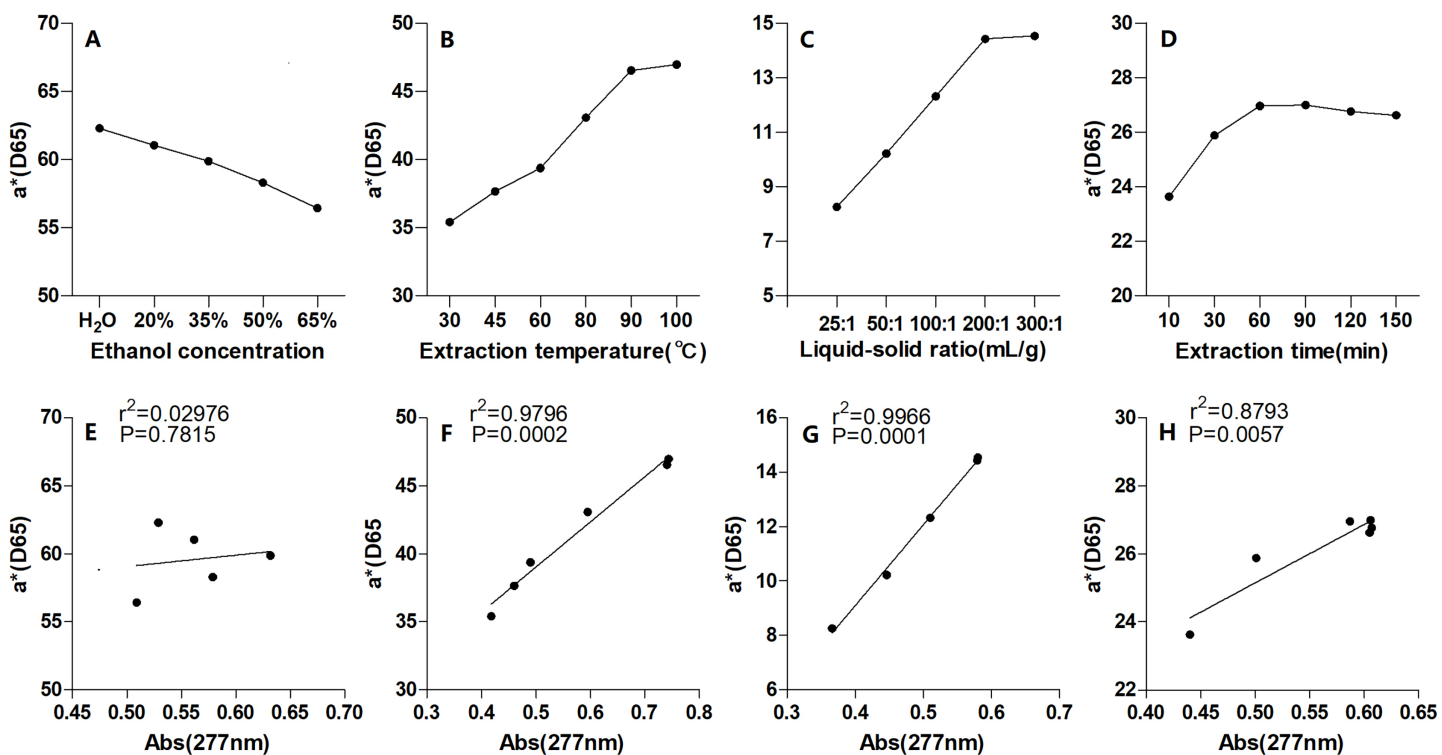 A
a*(D65)
70
65
60
55
50
H2O 20% 35% 50% 65%
Ethanol concentration
B
a*(D65)
50
45
40
35
30
30 45 60 80 90 100
Extraction temperature(℃)
C
a*(D65)
15
13
11
9
7
5
25:1 50:1 100:1 200:1 300:1
Liquid-solid ratio(mL/g)
D
a*(D65)
30
28
26
24
22
20
10 30 60 90 120 150
Extraction time(min)
E
r2=0.02976
P=0.7815
a*(D65)
70
65
60
55
50
0.45 0.50 0.55 0.60 0.65 0.70
Abs(277nm)
F
r2=0.9796
P=0.0002
a*(D65
50
45
40
35
30
0.3 0.4 0.5 0.6 0.7 0.8
Abs(277nm)
G
r2=0.9966
P=0.0001
a*(D65)
16
14
12
10
8
6
0.3 0.4 0.5 0.6 0.7
Abs(277nm)
H
r2=0.8793
P=0.0057
a*(D65)
30
28
26
24
22
0.40 0.45 0.50 0.55 0.60 0.65
Abs(277nm)